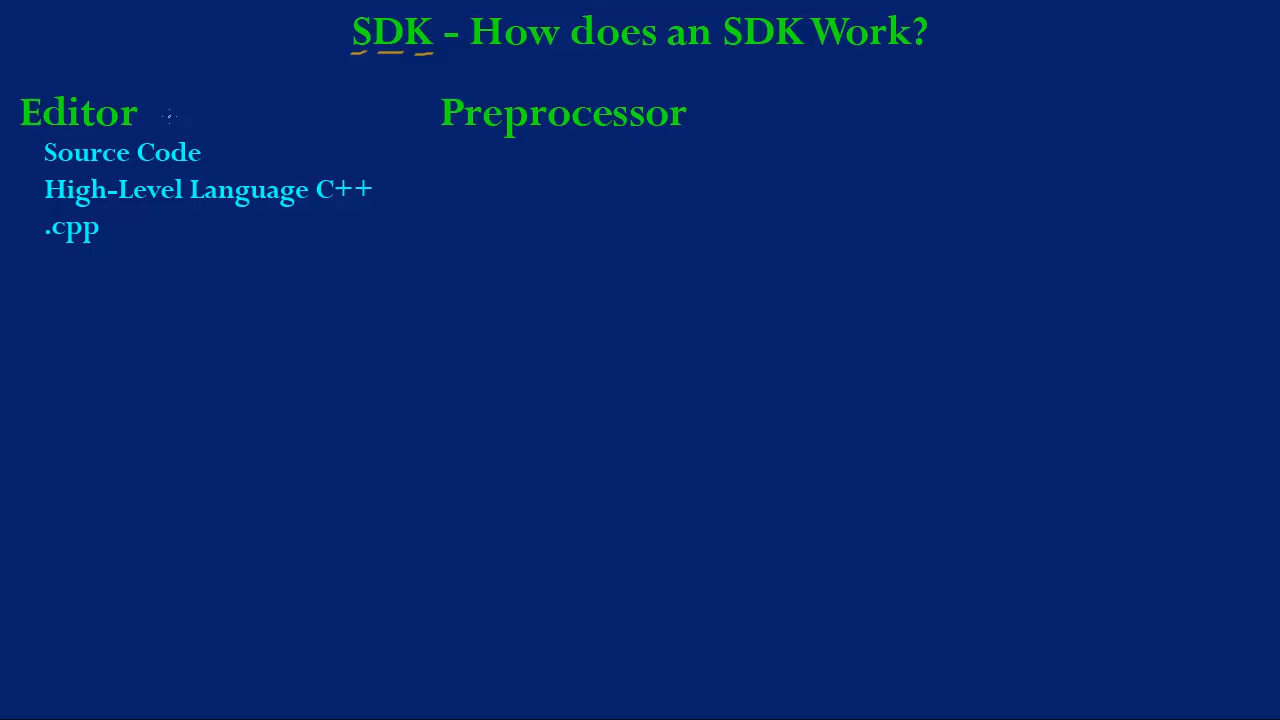 SDK - How does an SDK Work?
Editor
Source Code
High-Level Language C++
.cpp
Preprocessor